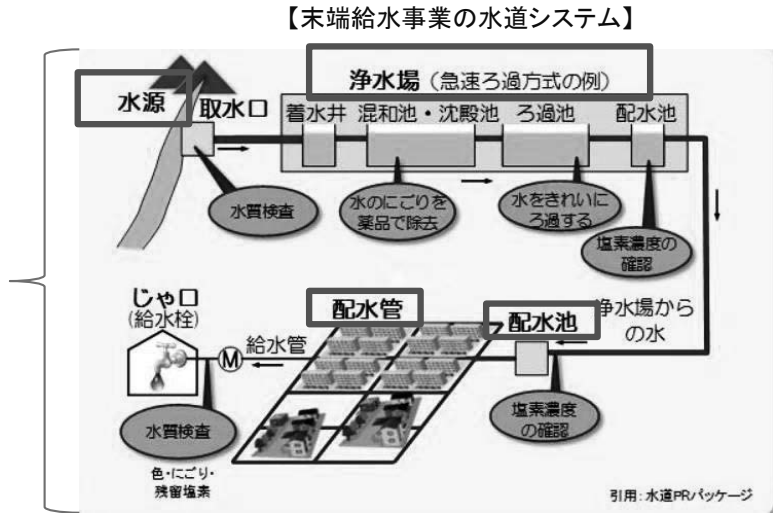 【末端給水事業の水道システム】
浄水場（急速ろ過方式の例）
水源
取水口
着水井
混和池・沈殿池
ろ過池
配水池
水質検査
水のにごりを
薬品で除去
水をきれいに
ろ過する
塩素濃度の
確認
じゃ口
(給水栓)
給水管
M
配水管
配水池
浄水場から
の水
水質検査
色・にごり・
残留塩素
塩素濃度
の確認
引用：水道PRパッケージ